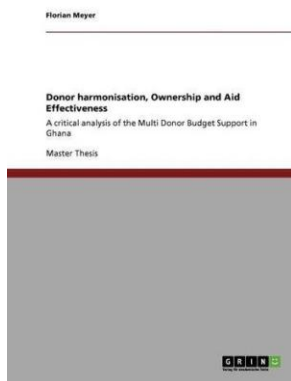 Florian Meyer
Donor harmonisation, Ownership and Aid
Effectiveness
A critical analysis of the Multi Donor Budget Support in
Ghana
Master Thesis
GRIN